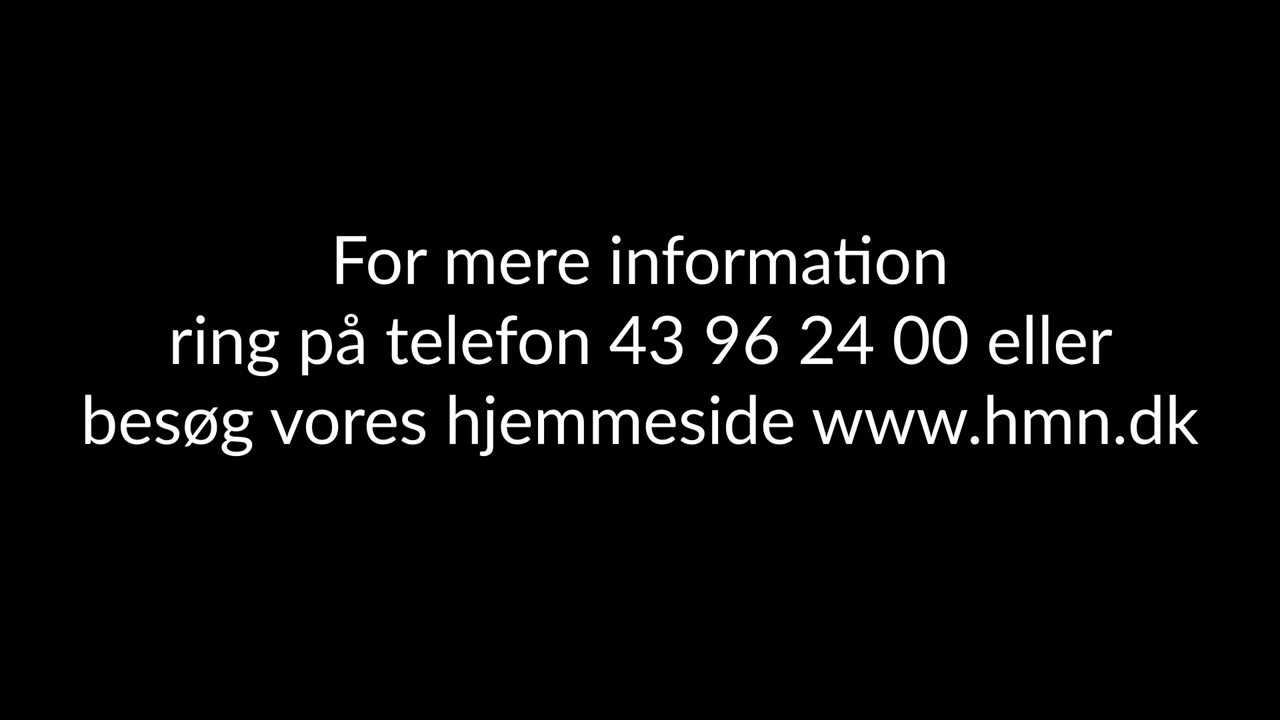 For mere information
ring på telefon 43 96 24 00 eller
besøg vores hjemmeside www.hmn.dk